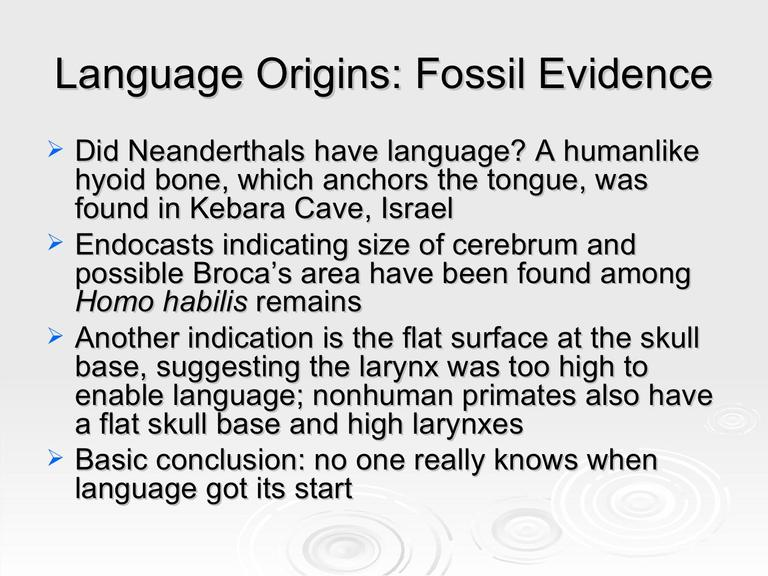 Language Origins: Fossil Evidence
Did Neanderthals have language? A humanlike
hyoid bone, which anchors the tongue, was
found in Kebara Cave, Israel
Endocasts indicating size of cerebrum and
possible Broca’s area have been found among
Homo habilis remains
Another indication is the flat surface at the skull
base, suggesting the larynx was too high to
enable language; nonhuman primates also have
a flat skull base and high larynxes
Basic conclusion: no one really knows when
language got its start